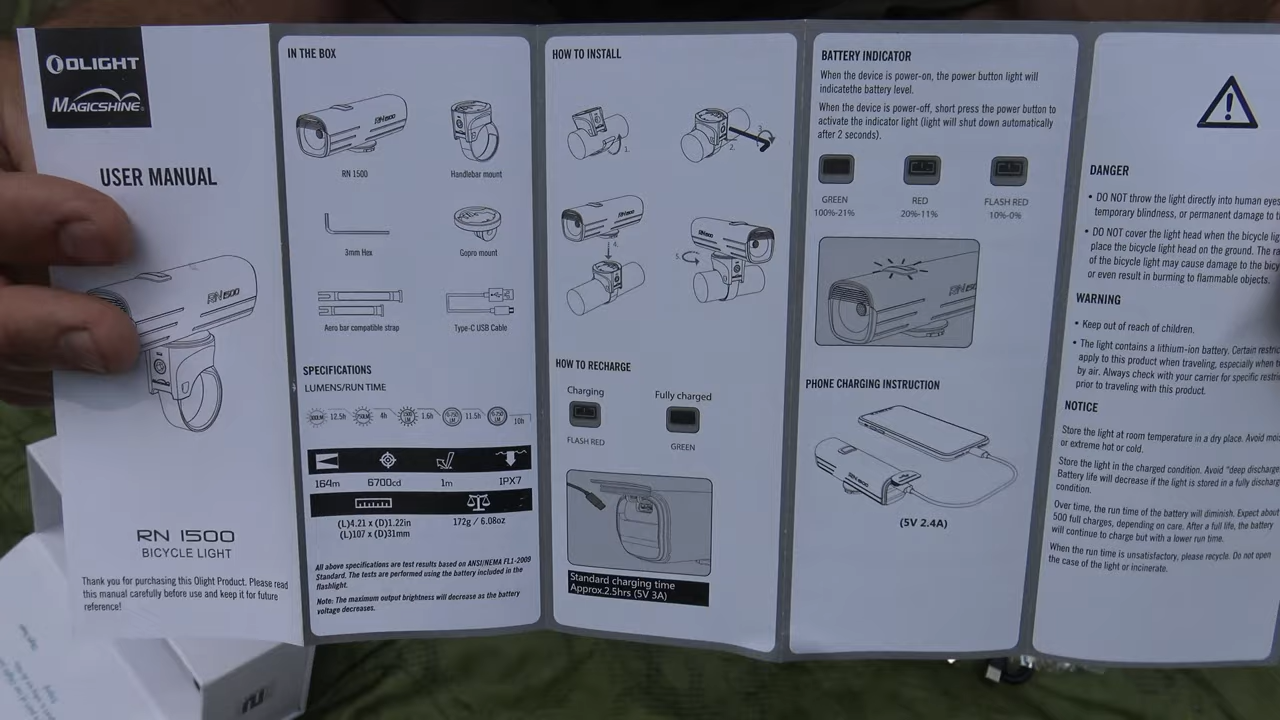 OLIGHT
MAGICSHINE
USER MANUAL
RN 1500
RN 1500
BICYCLE LIGHT
Thank you for purchasing this Olight Product. Please read
this manual carefully before use and keep it for future
reference!
IN THE BOX
RN 1500
RN 1500
Handlebar mount
3mm Hex
Gopro mount
Aero bar compatible strap
Type-C USB Cable
SPECIFICATIONS
LUMENS/RUN TIME
12.5h
4h
1.6h
11.5h
10h
164m
6700cd
1m
IPX7
(L)4.21 x (D)1.22in
(L)107 x (D)31mm
172g / 6.08oz
All above specifications are test results based on ANSI/NEMA FL1-2009
Standard. The tests are performed using the battery included in the
flashlight.
Note: The maximum output brightness will decrease as the battery
voltage decreases.
HOW TO INSTALL
1.
2.
3.
RN 1500
4.
RN 1500
5.
HOW TO RECHARGE
Charging
Fully charged
FLASH RED
GREEN
Standard charging time
Approx.2.5hrs (5V 3A)
BATTERY INDICATOR
When the device is power-on, the power button light will
indicatethe battery level.
When the device is power-off, short press the power button to
activate the indicator light (light will shut down automatically
after 2 seconds).
GREEN
100%-21%
RED
20%-11%
FLASH RED
10%-0%
PHONE CHARGING INSTRUCTION
RN 1500
(5V 2.4A)
DANGER
• DO NOT throw the light directly into human eyes
temporary blindness, or permanent damage to
• DO NOT cover the light head when the bicycle
place the bicycle light head on the ground. The
of the bicycle light may cause damage to the
or even result in burming to flammable objects.
WARNING
• Keep out of reach of children.
• The light contains a lithium-ion battery. Certain
apply to this product when traveling, especially when
by air. Always check with your carrier for specific
prior to traveling with this product.
NOTICE
Store the light at room temperature in a dry place. Avoid
or extreme hot or cold.
Store the light in the charged condition. Avoid "deep discharge
Battery life will decrease if the light is stored in a fully
condition.
Over time, the run time of the battery will diminish. Expect about
500 full charges, depending on care. After a full life, the battery
will continue to charge but with a lower run time.
When the run time is unsatisfactory, please recycle. Do not open
the case of the light or incinerate.